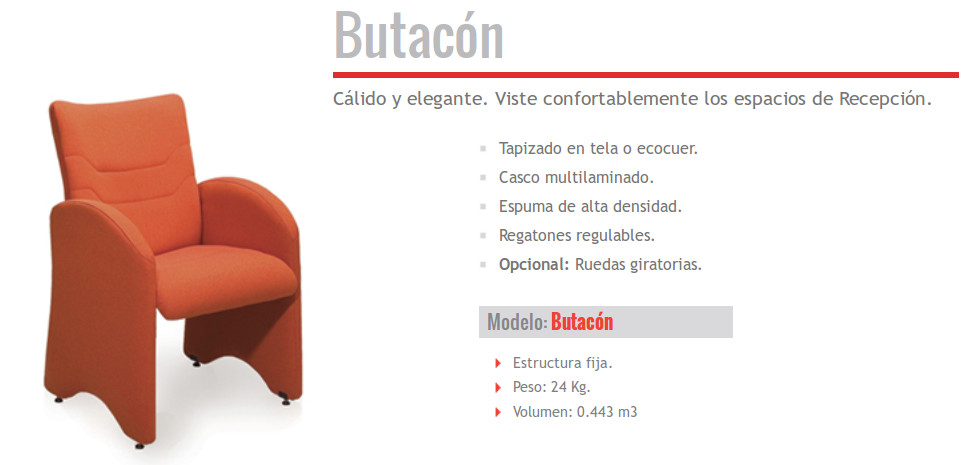 Butacón
Cálido y elegante. Viste confortablemente los espacios de Recepción.
Tapizado en tela o ecocuer.
Casco multilaminado.
Espuma de alta densidad.
Regatones regulables.
Opcional: Ruedas giratorias.
Modelo: Butacón
Estructura fija.
Peso: 24 Kg.
Volumen: 0.443 m3